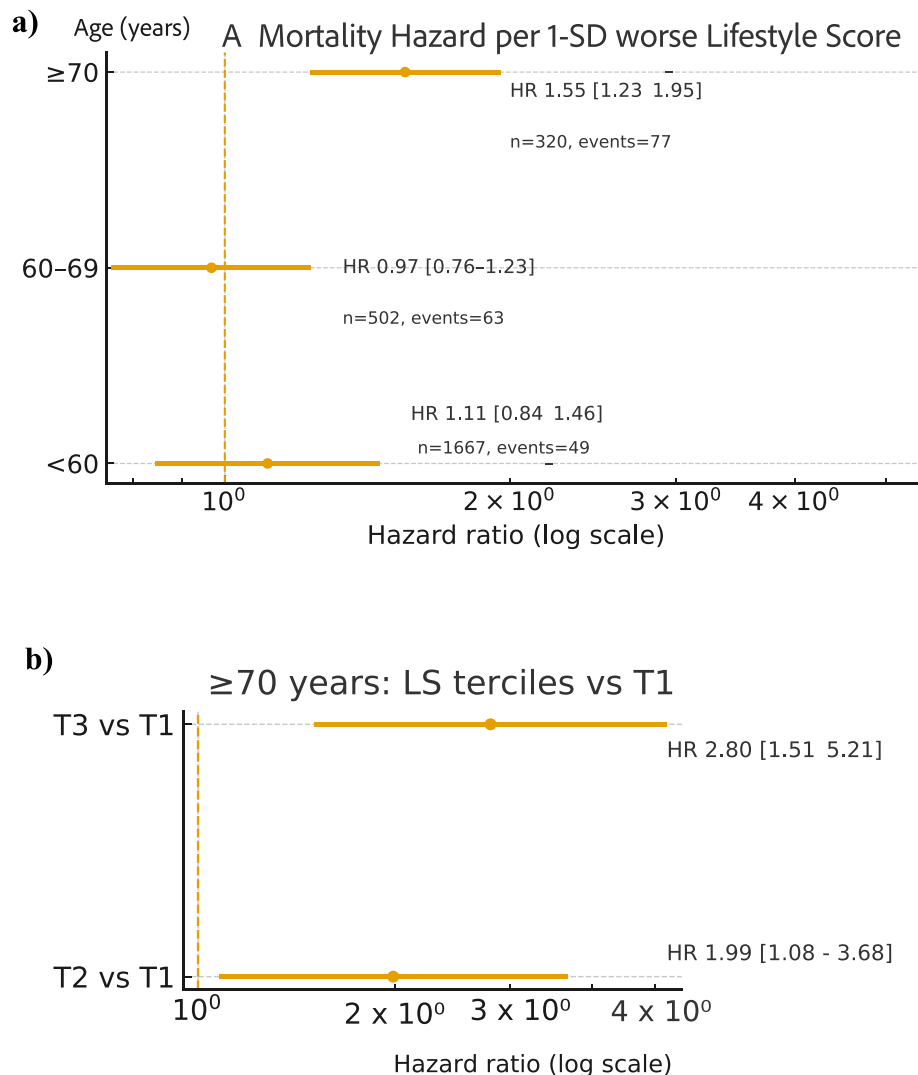 a)
Age (years)
A Mortality Hazard per 1-SD worse Lifestyle Score
≥70
HR 1.55 [1.23 1.95]
n=320, events=77
60–69
HR 0.97 [0.76–1.23]
n=502, events=63
HR 1.11 [0.84 1.46]
n=1667, events=49
<60
10⁰
2 × 10⁰
3 × 10⁰
4 × 10⁰
Hazard ratio (log scale)
b)
≥70 years: LS terciles vs T1
T3 vs T1
HR 2.80 [1.51 5.21]
HR 1.99 [1.08 - 3.68]
T2 vs T1
10⁰
2 x 10⁰
3 x 10⁰
4 x 10⁰
Hazard ratio (log scale)